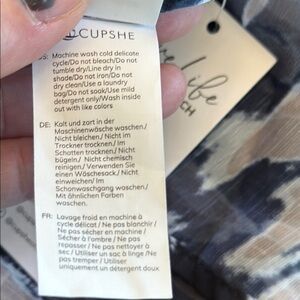 CUPSHE
US: Machine wash cold delicate
cycle/Do not bleach/Do not
tumble dry/Line dry in
shade/Do not iron/Do not
dry clean/Use a laundry
bag/Do not soak/Use mild
detergent only/Wash inside
out with like colors
DE: Kalt und zart in der
Maschinenwäsche waschen./
Nicht bleichen./ Nicht im
Trockner trocknen./ Im
Schatten trocknen./ Nicht
bügeln./ Nicht chemisch
reinigen./ Verwenden Sie
einen Wäschesack./ Nicht
einweichen/ Im
Schonwaschgang waschen./
Mit ähnlichen Farben
waschen.
FR: Lavage froid en machine à
cycle délicat / Ne pas blanchir /
Ne pas sécher en machine /
Sécher à l'ombre / Ne pas
repasser / Ne pas nettoyer à
sec / Utiliser un sac à linge /Ne
pas tremper / Utiliser
uniquement un détergent doux
Life
CH